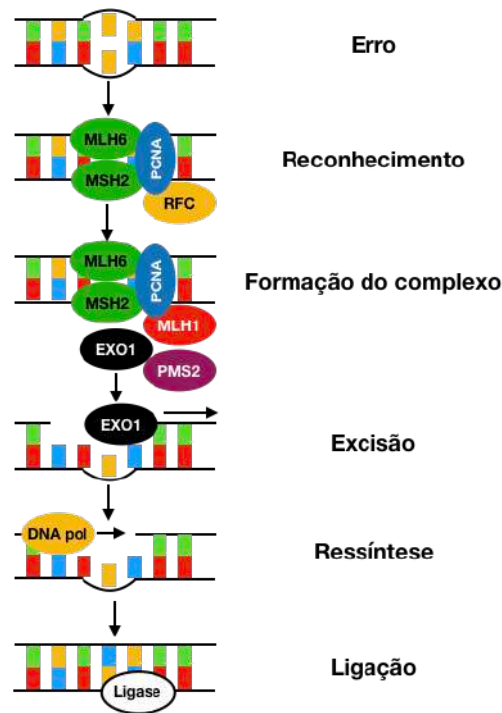 Erro
MLH6
PCNA
MSH2
RFC
Reconhecimento
MLH6
PCNA
MSH2
MLH1
EXO1
PMS2
Formação do complexo
EXO1
Excisão
DNA pol
Ressíntese
Ligase
Ligação